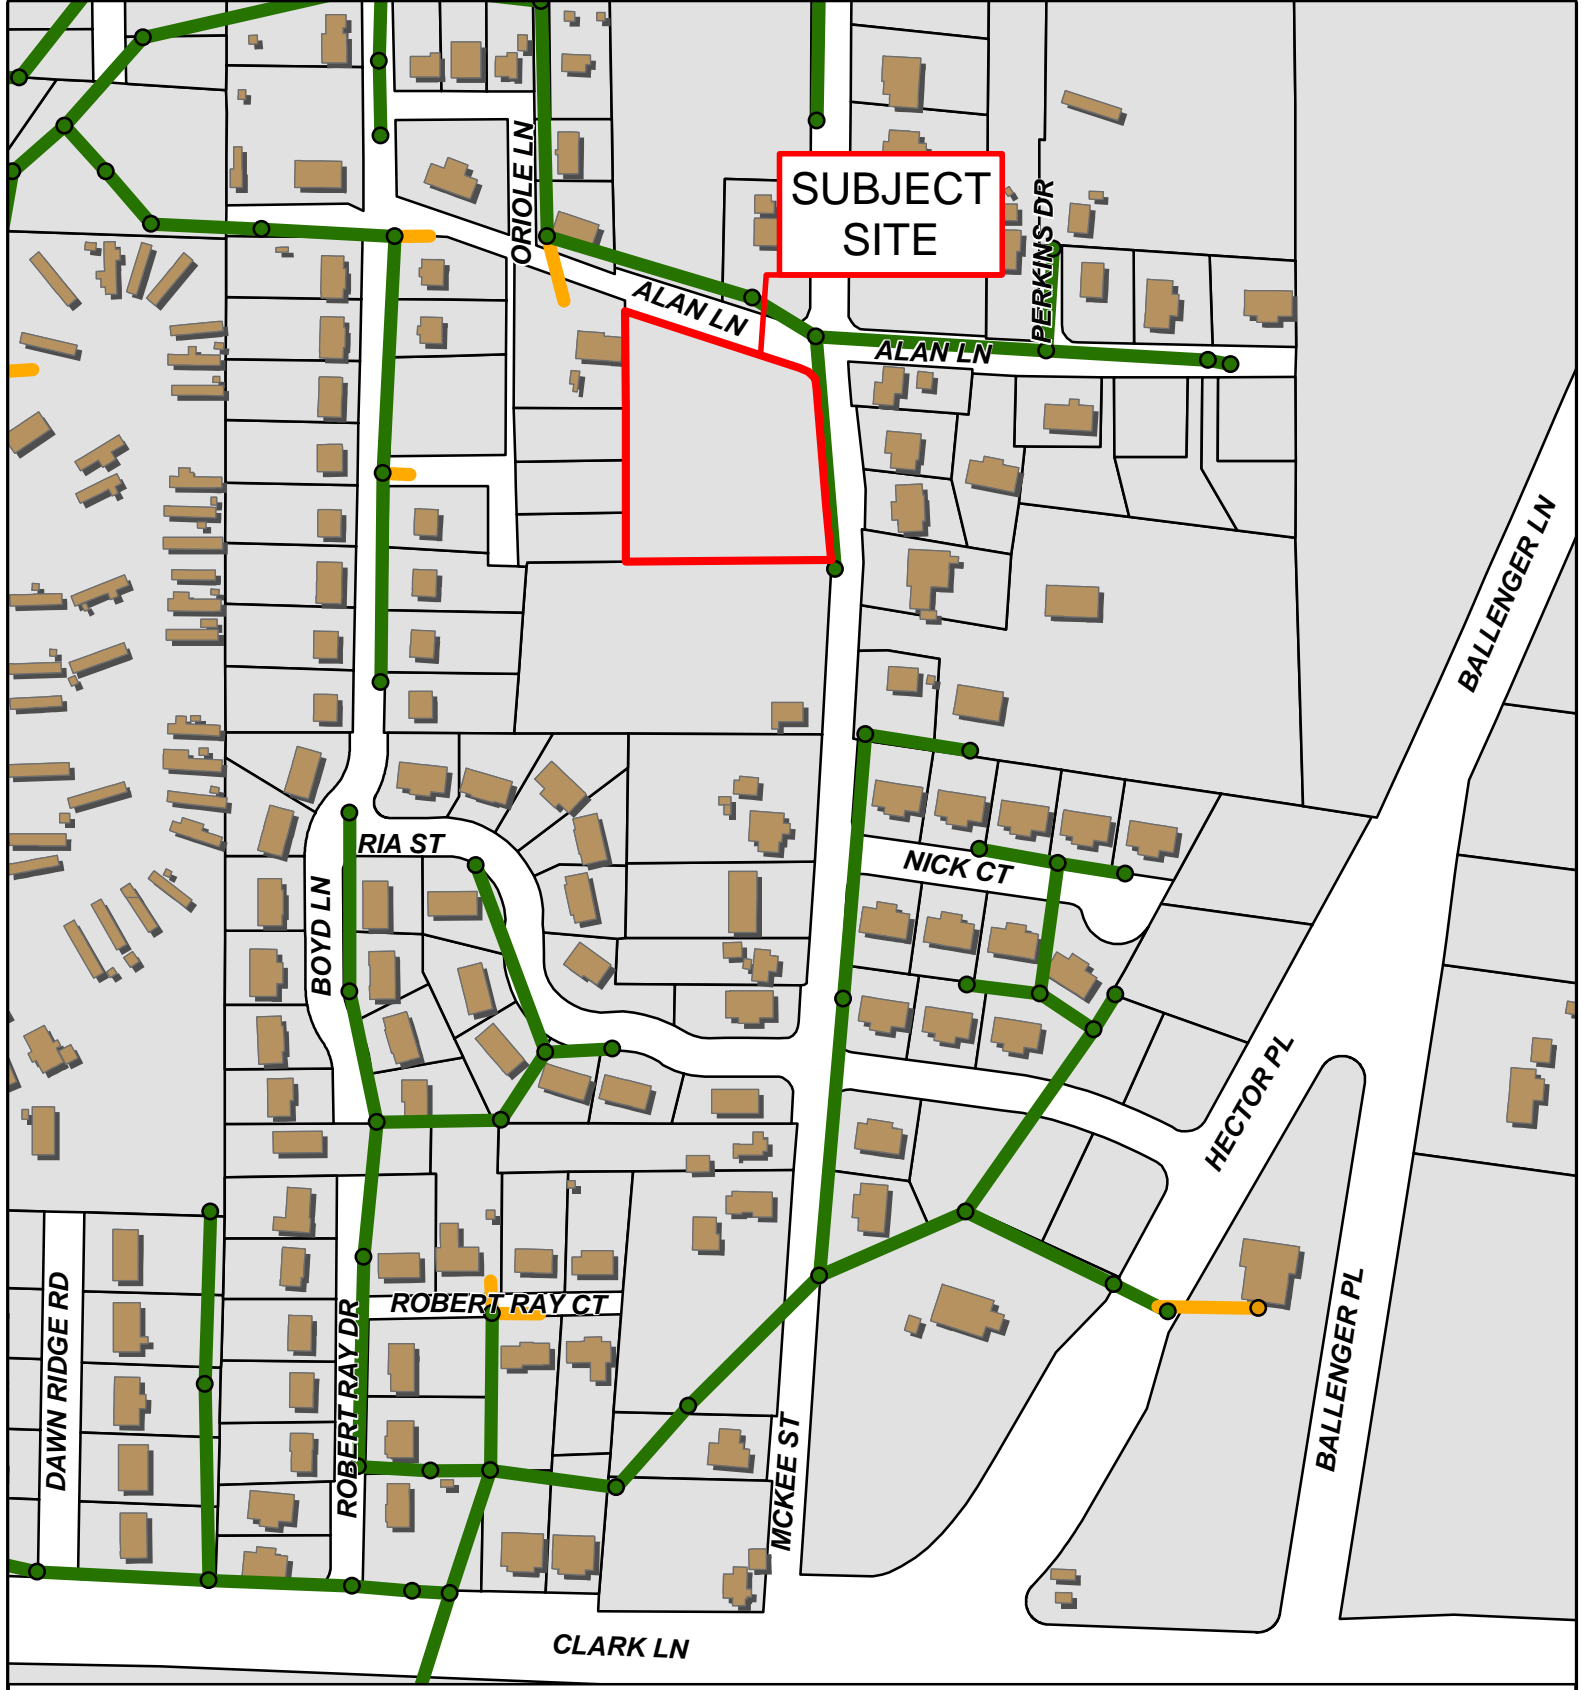 ORIOLE LN
SUBJECT
SITE
PERKINS DR
ALAN LN
ALAN LN
BALLENGER LN
RIA ST
NICK CT
BOYD LN
HECTOR PL
ROBERT RAY CT
DAWN RIDGE RD
ROBERT RAY DR
BALLENGER PL
MCKEE ST
CLARK LN